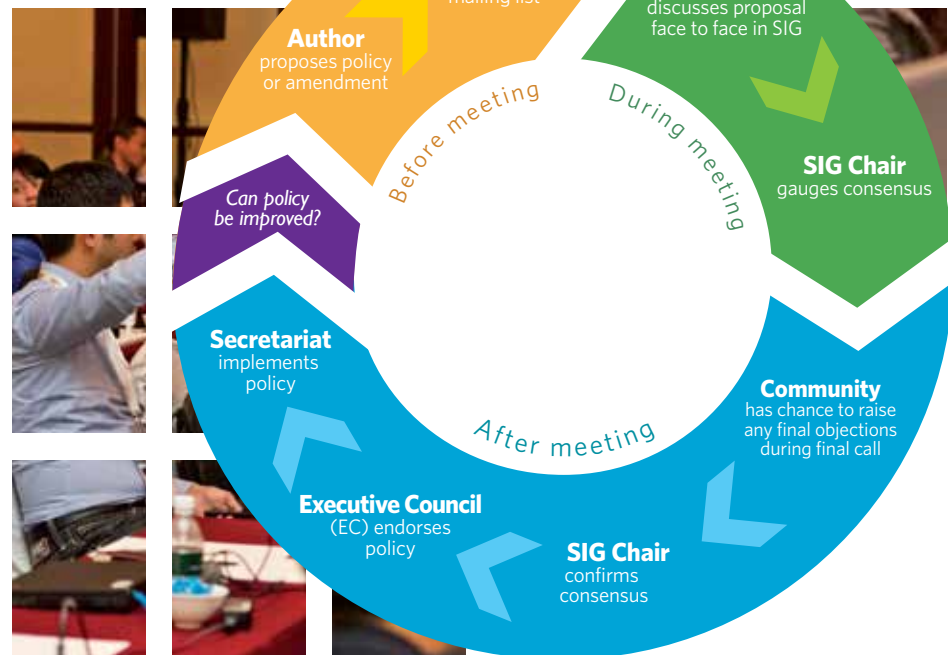 mailing list
Author
proposes policy
or amendment
Before meeting
discusses proposal
face to face in SIG
During meeting
SIG Chair
gauges consensus
Community
has chance to raise
any final objections
during final call
SIG Chair
confirms
consensus
Executive Council
(EC) endorses
policy
Secretariat
implements
policy
After meeting
Can policy
be improved?